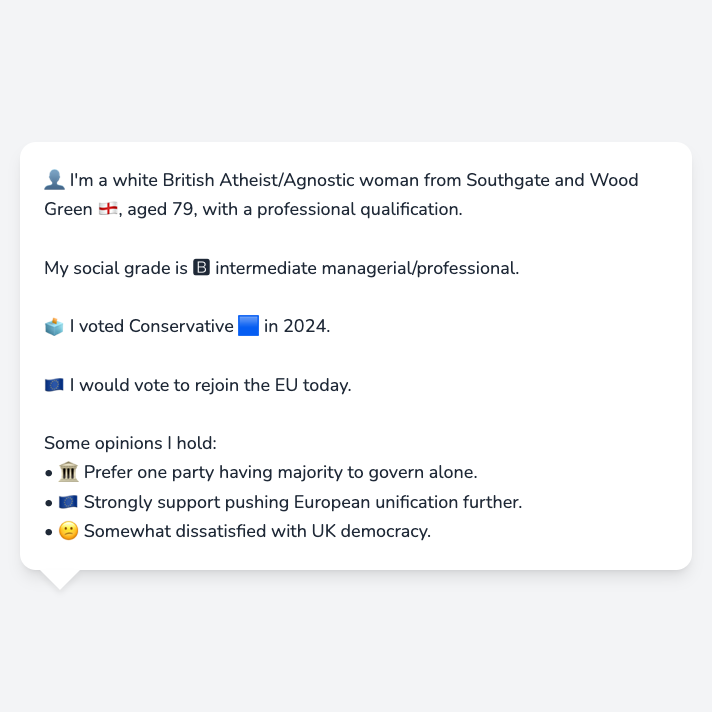 👤 I'm a white British Atheist/Agnostic woman from Southgate and Wood
Green 🏴󠁧󠁢󠁥󠁮󠁧󠁿, aged 79, with a professional qualification.
My social grade is 🅱 intermediate managerial/professional.
🗳️ I voted Conservative 🟦 in 2024.
🇪🇺 I would vote to rejoin the EU today.
Some opinions I hold:
• 🏛️ Prefer one party having majority to govern alone.
• 🇪🇺 Strongly support pushing European unification further.
• 😕 Somewhat dissatisfied with UK democracy.